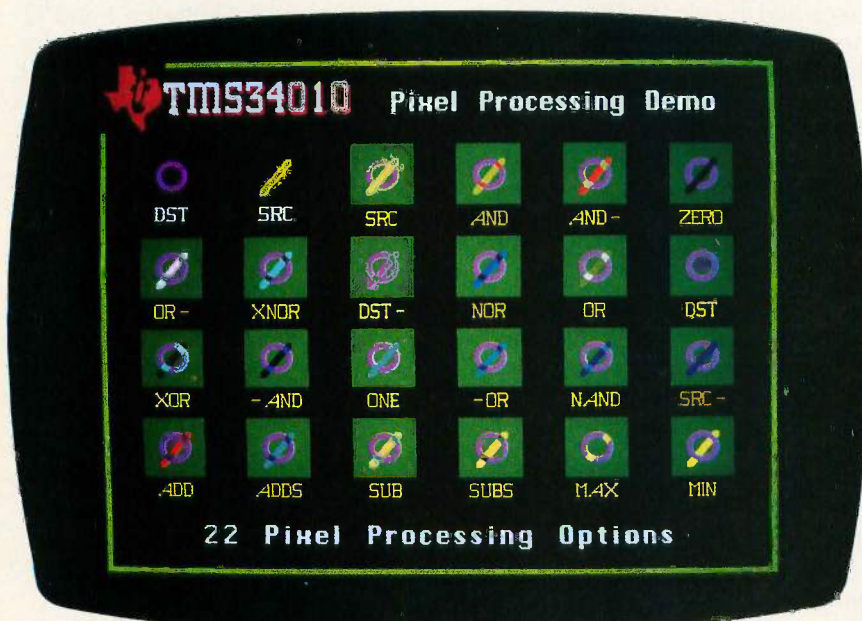 TMS34010 Pixel Processing Demo
DST SRC SRC AND AND- ZERO
OR- XNOR DST- NOR OR DST
XOR -AND ONE -OR NAND SRC-
ADD ADDS SUB SUBS MAX MIN
22 Pixel Processing Options